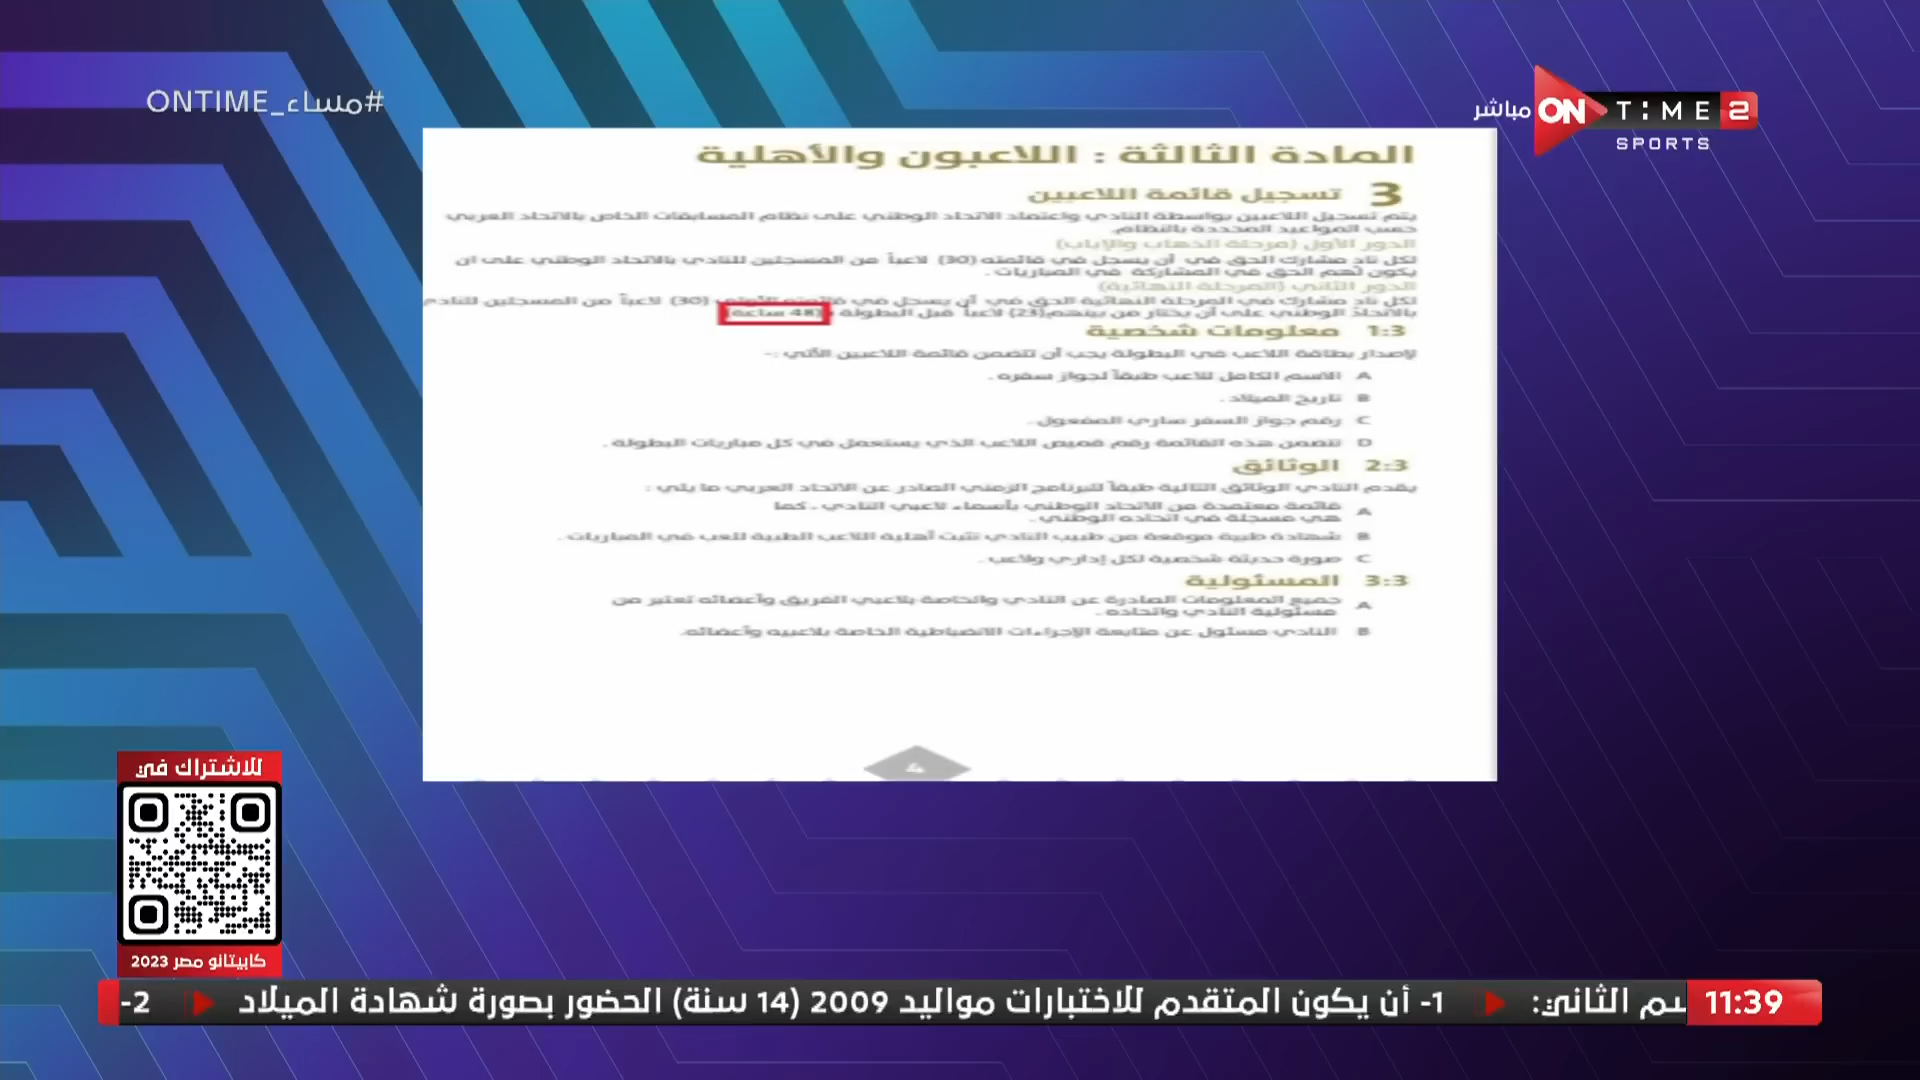 #مساء_ONTIME
مباشر ON TIME 2
SPORTS
المادة الثالثة : اللاعبون والأهلية
3 تسجيل قائمة اللاعبين
يتم تسجيل اللاعبين بواسطة النادي واعتماد الاتحاد الوطني على نظام المسابقات الخاص بالاتحاد العربي
حسب المواعيد المحددة بالنظام.
الدور الأول (مرحلة الذهاب والإياب)
لكل ناد مشارك الحق في أن يسجل في قائمته (30) لاعباً من المسجلين للنادي بالاتحاد الوطني على ان
يكون لهم الحق في المشاركة في المباريات .
الدور الثاني (المرحلة النهائية)
لكل ناد مشارك في المرحلة النهائية الحق في أن يسجل في قائمته الأولى (30) لاعباً من المسجلين للنادي
بالاتحاد الوطني على أن يختار من بينهم(23) لاعباً قبل البطولة (48 ساعة)
1:3 معلومات شخصية
لإصدار بطاقة اللاعب في البطولة يجب أن تتضمن قائمة اللاعبين الآتي :-
A الاسم الكامل للاعب طبقاً لجواز سفره .
B تاريخ الميلاد .
C رقم جواز السفر ساري المفعول .
D تتضمن هذه القائمة رقم قميص اللاعب الذي يستعمل في كل مباريات البطولة .
2:3 الوثائق
يقدم النادي الوثائق التالية طبقاً للبرنامج الزمني الصادر عن الاتحاد العربي ما يلي :
A قائمة معتمدة من الاتحاد الوطني بأسماء لاعبي النادي ، كما
هي مسجلة في اتحاده الوطني .
B شهادة طبية موقعة من طبيب النادي تثبت أهلية اللاعب الطبية للعب في المباريات .
C صورة حديثة شخصية لكل إداري ولاعب .
3:3 المسئولية
A جميع المعلومات الصادرة عن النادي والخاصة بلاعبي الفريق وأعضائه تعتبر من
مسئولية النادي واتحاده .
B النادي مسئول عن متابعة الإجراءات الانضباطية الخاصة بلاعبيه وأعضائه.
4
للاشتراك في
كابيتانو مصر 2023
11:39 سم الثاني: 1- أن يكون المتقدم للاختبارات مواليد 2009 (14 سنة) الحضور بصورة شهادة الميلاد 2-